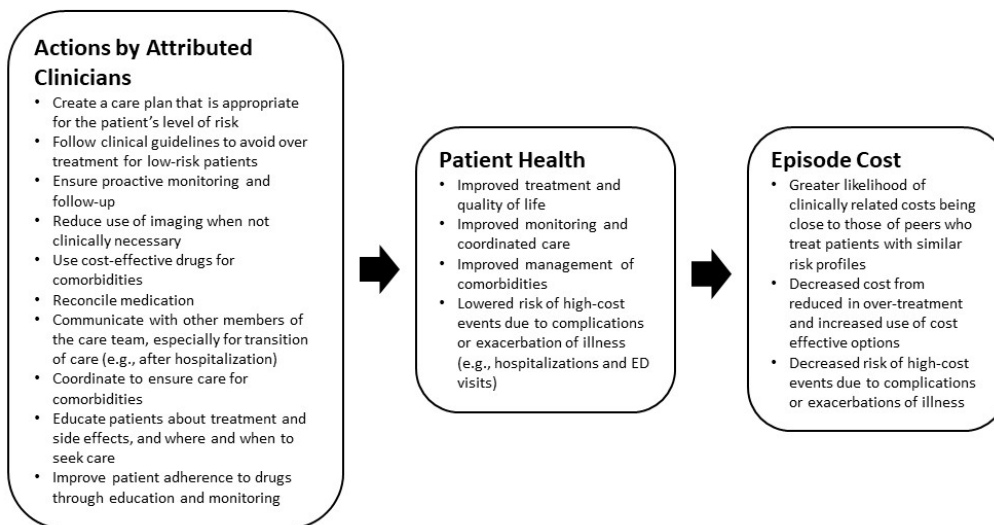 Actions by Attributed
Clinicians
• Create a care plan that is appropriate
for the patient's level of risk
• Follow clinical guidelines to avoid over
treatment for low-risk patients
• Ensure proactive monitoring and
follow-up
• Reduce use of imaging when not
clinically necessary
• Use cost-effective drugs for
comorbidities
• Reconcile medication
• Communicate with other members of
the care team, especially for transition
of care (e.g., after hospitalization)
• Coordinate to ensure care for
comorbidities
• Educate patients about treatment and
side effects, and where and when to
seek care
• Improve patient adherence to drugs
through education and monitoring
Patient Health
• Improved treatment and
quality of life
• Improved monitoring and
coordinated care
• Improved management of
comorbidities
• Lowered risk of high-cost
events due to complications
or exacerbation of illness
(e.g., hospitalizations and ED
visits)
Episode Cost
• Greater likelihood of
clinically related costs being
close to those of peers who
treat patients with similar
risk profiles
• Decreased cost from
reduced in over-treatment
and increased use of cost
effective options
• Decreased risk of high-cost
events due to complications
or exacerbations of illness